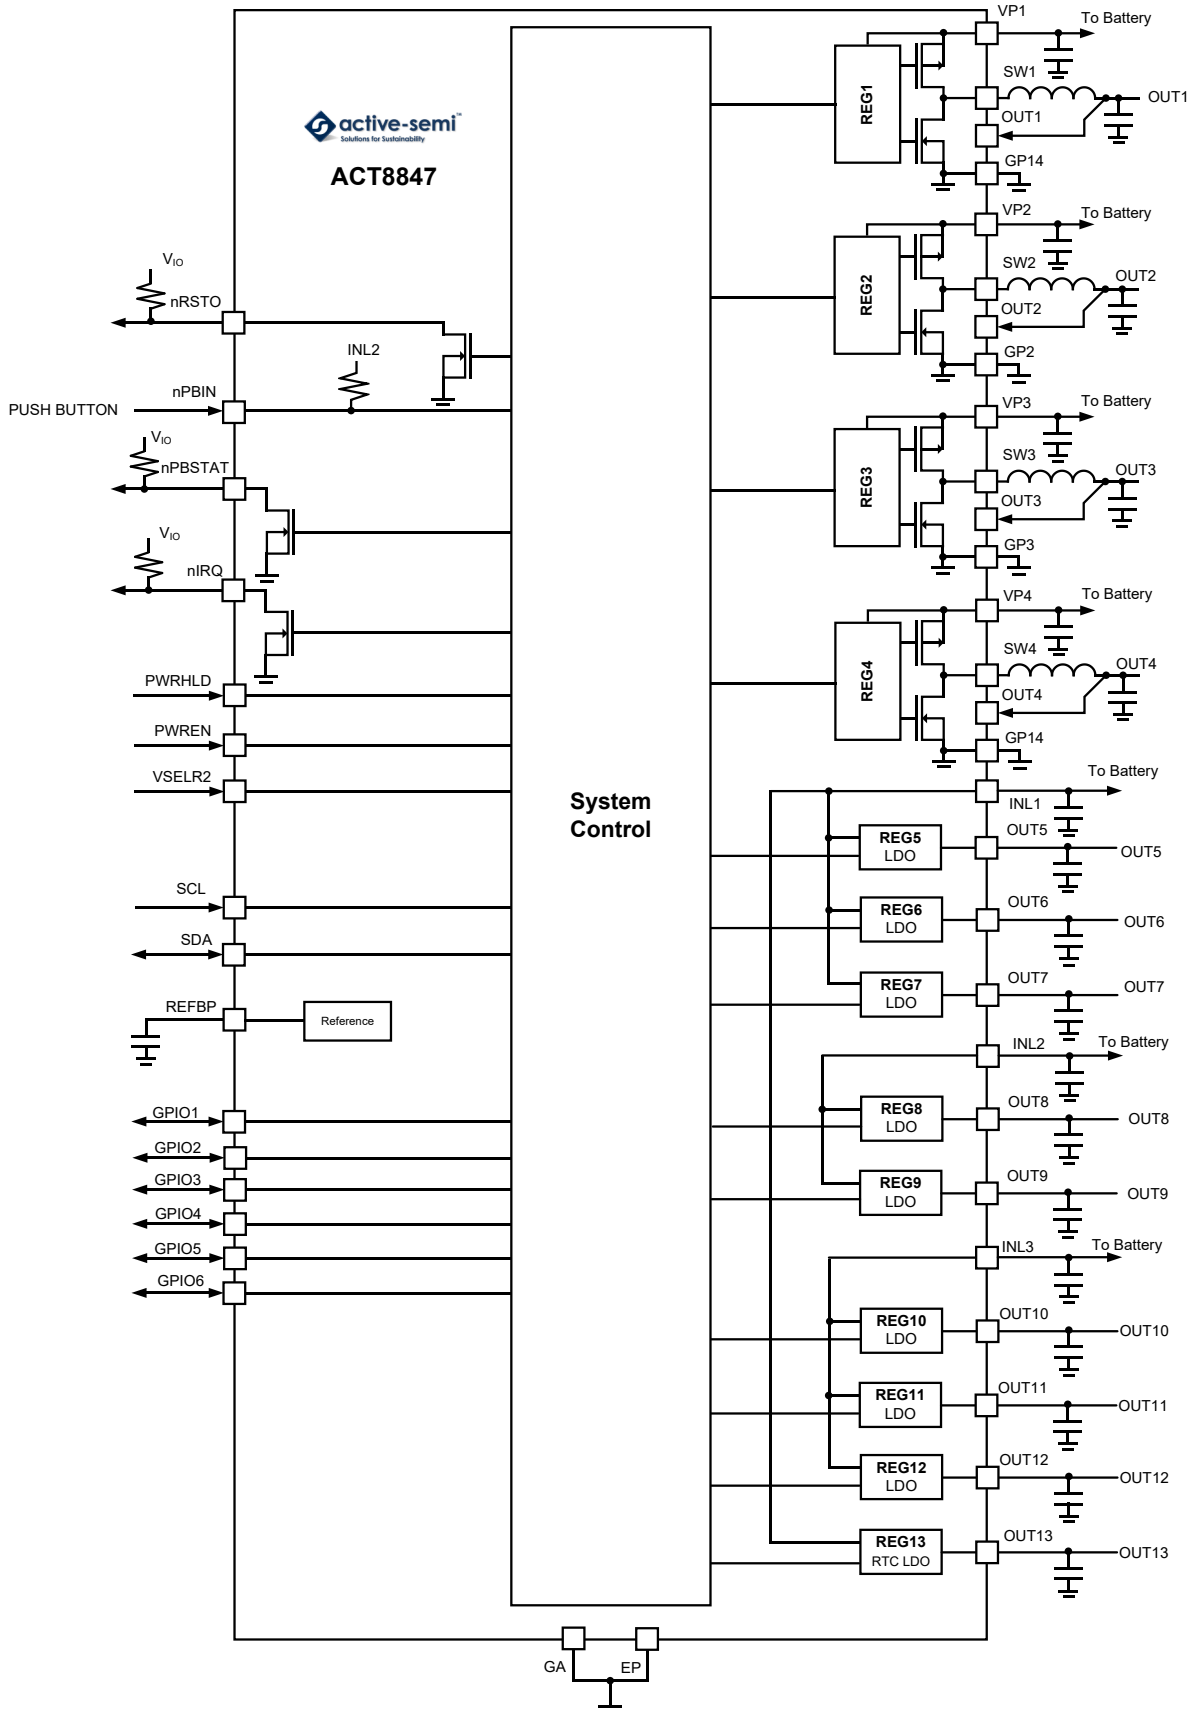 active-semi™
Solutions for Sustainability
ACT8847
VIO
nRSTO
INL2
nPBIN
PUSH BUTTON
VIO
nPBSTAT
VIO
nIRQ
PWRHLD
PWREN
VSELR2
SCL
SDA
REFBP
Reference
GPIO1
GPIO2
GPIO3
GPIO4
GPIO5
GPIO6
System
Control
GA
EP
REG1
VP1
To Battery
SW1
OUT1
OUT1
GP14
REG2
VP2
To Battery
SW2
OUT2
OUT2
GP2
REG3
VP3
To Battery
SW3
OUT3
OUT3
GP3
REG4
VP4
To Battery
SW4
OUT4
OUT4
GP14
To Battery
INL1
REG5
LDO
OUT5
OUT5
REG6
LDO
OUT6
OUT6
REG7
LDO
OUT7
OUT7
INL2
To Battery
REG8
LDO
OUT8
OUT8
REG9
LDO
OUT9
OUT9
INL3
To Battery
REG10
LDO
OUT10
OUT10
REG11
LDO
OUT11
OUT11
REG12
LDO
OUT12
OUT12
REG13
RTC LDO
OUT13
OUT13